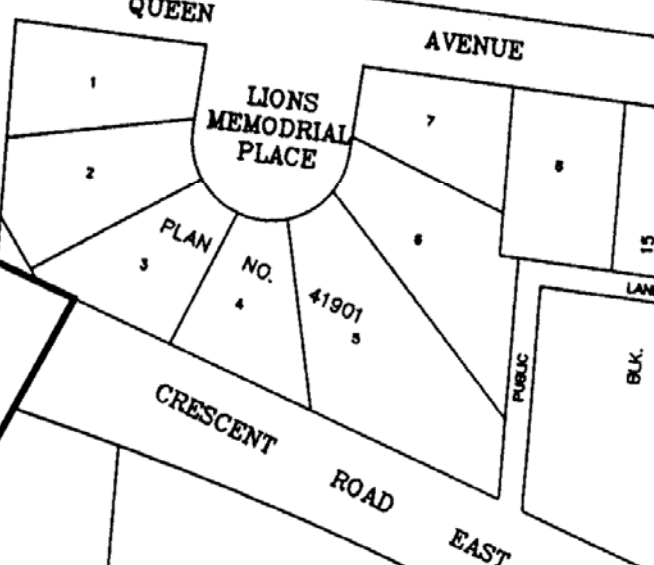 QUEEN
AVENUE
LIONS
MEMODRIAL
PLACE
1
7
2
8
PLAN
NO.
41901
3
4
5
6
15
LAN
PUBLIC
BLK.
CRESCENT
ROAD
EAST